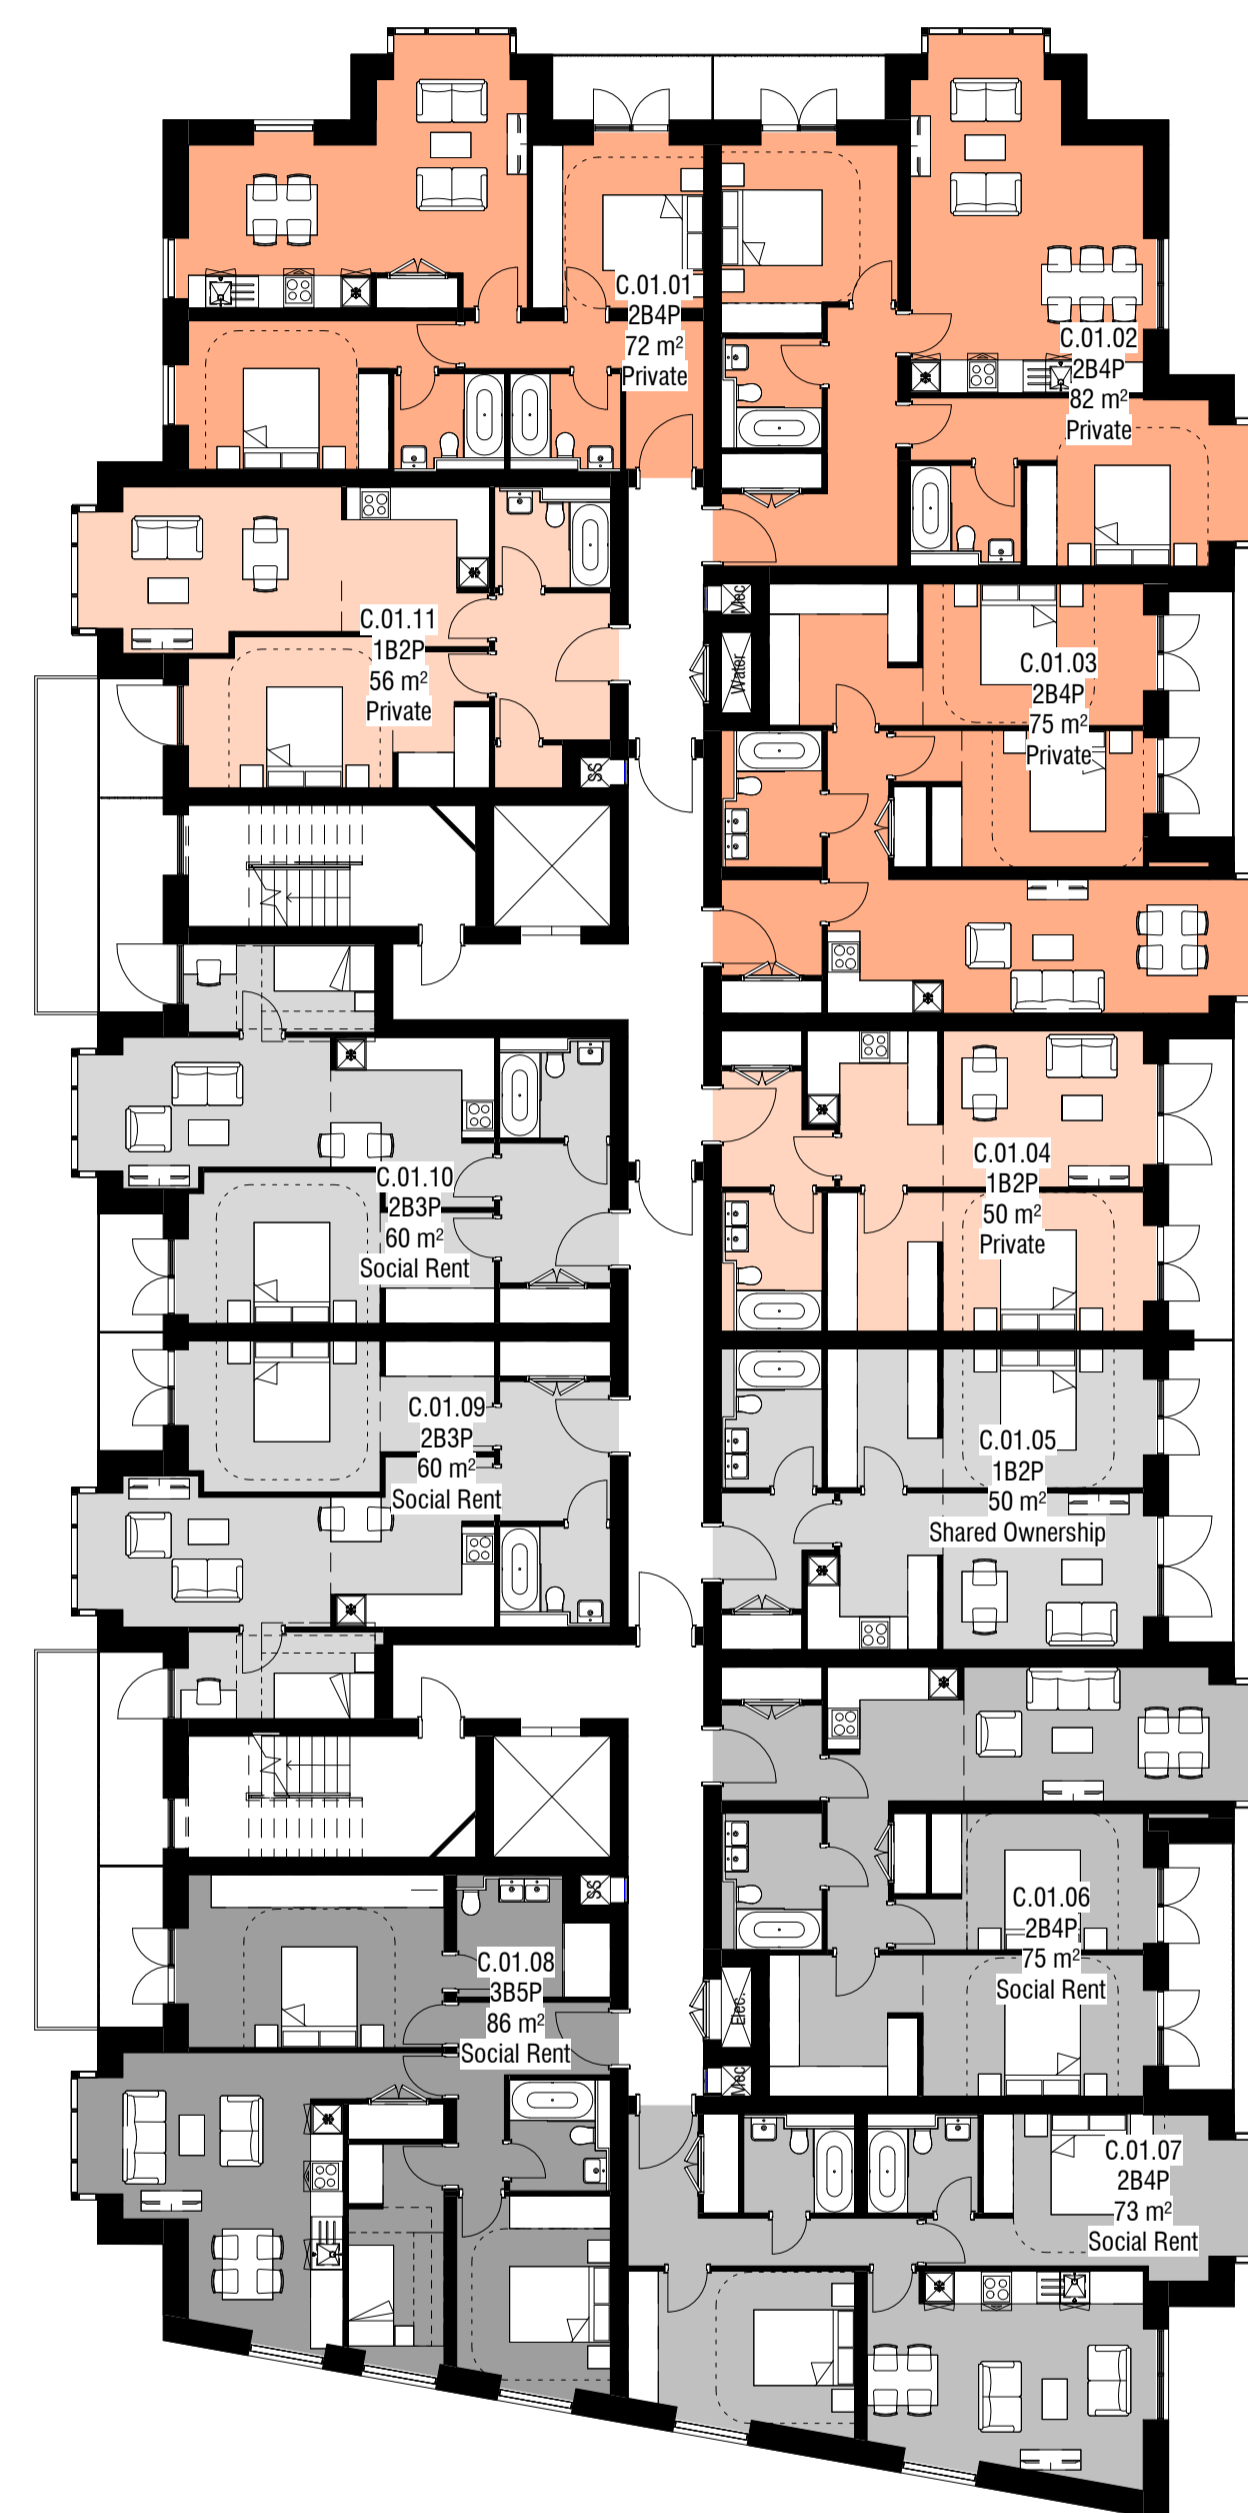 C.01.01
2B4P
72 m²
Private
C.01.02
2B4P
82 m²
Private
C.01.11
1B2P
56 m²
Private
Mec
Water
C.01.03
2B4P
75 m²
Private
SS
C.01.04
1B2P
50 m²
Private
C.01.10
2B3P
60 m²
Social Rent
C.01.09
2B3P
60 m²
Social Rent
C.01.05
1B2P
50 m²
Shared Ownership
C.01.06
2B4P
75 m²
Social Rent
SS
C.01.08
3B5P
86 m²
Social Rent
Elec.
Mec
C.01.07
2B4P
73 m²
Social Rent